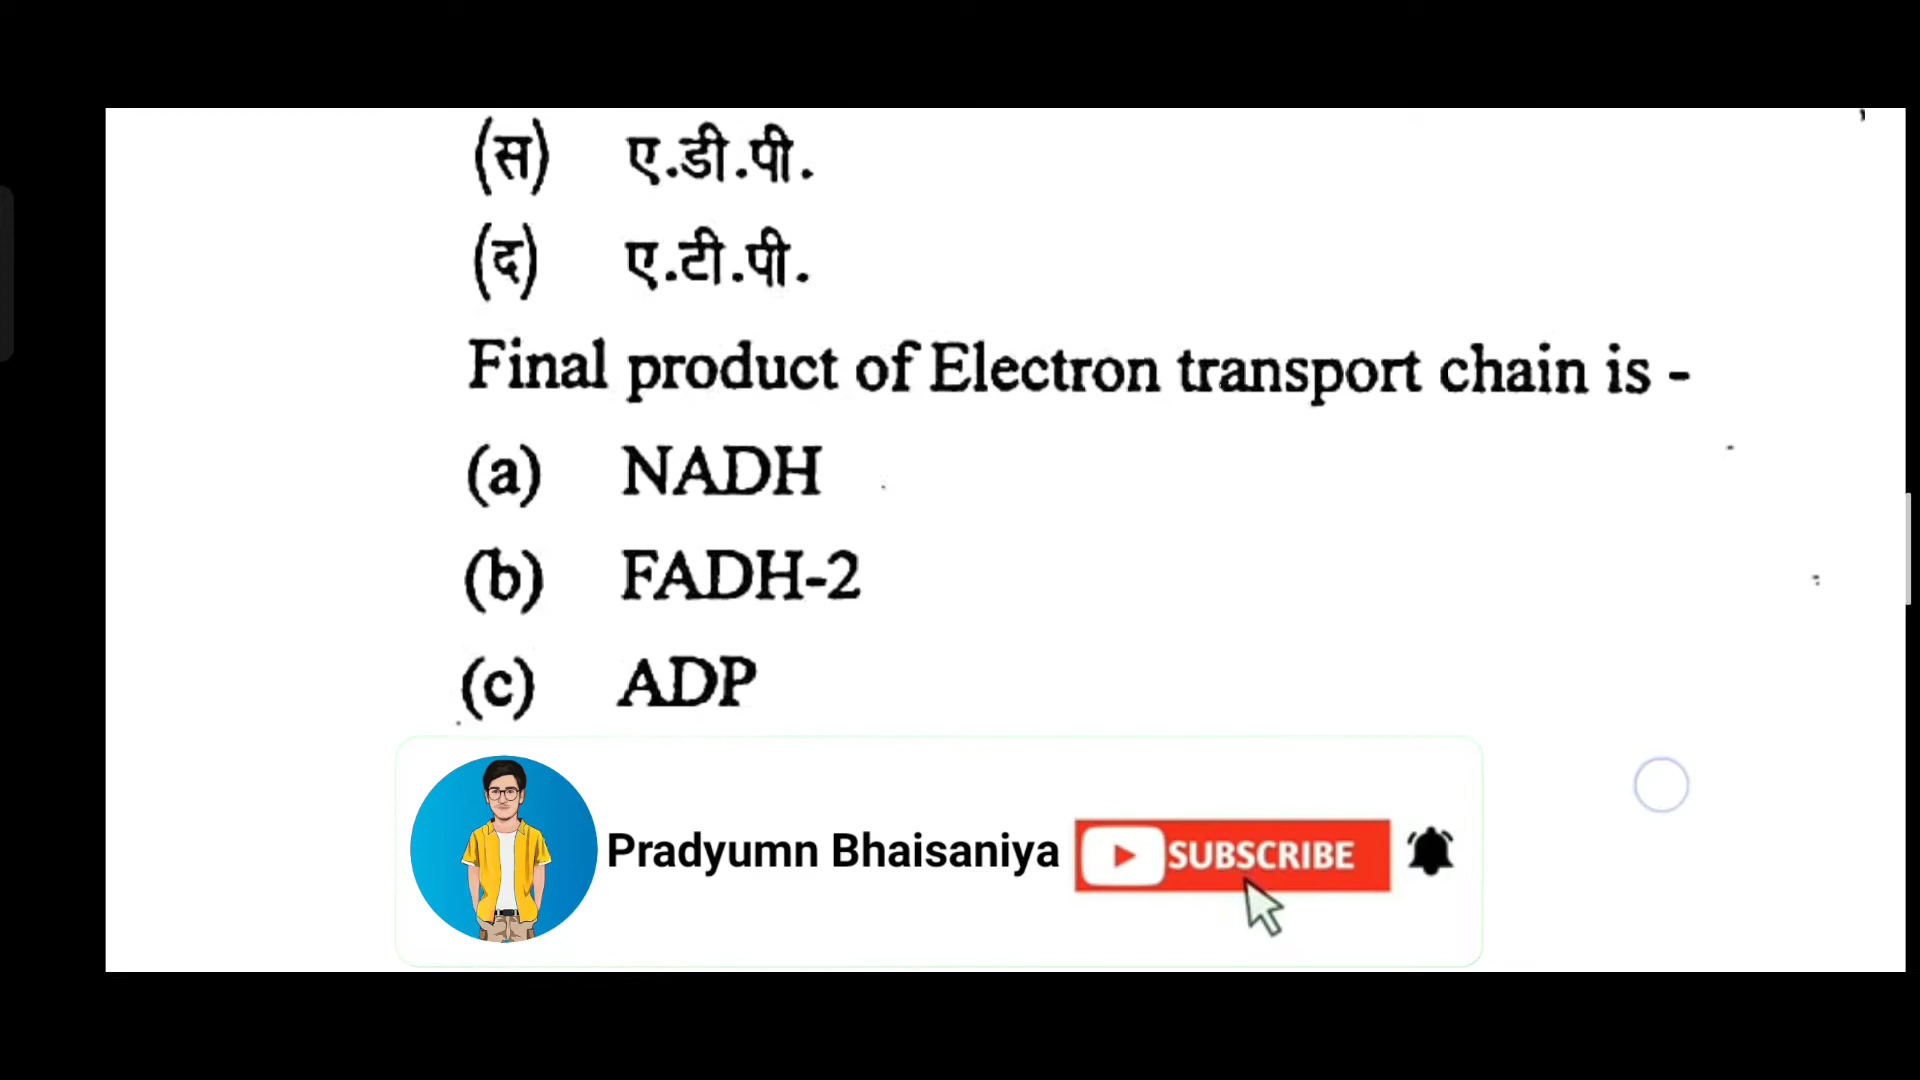 (स) ए.डी.पी.
(द) ए.टी.पी.
Final product of Electron transport chain is -
(a) NADH
(b) FADH-2
(c) ADP
Pradyumn Bhaisaniya SUBSCRIBE